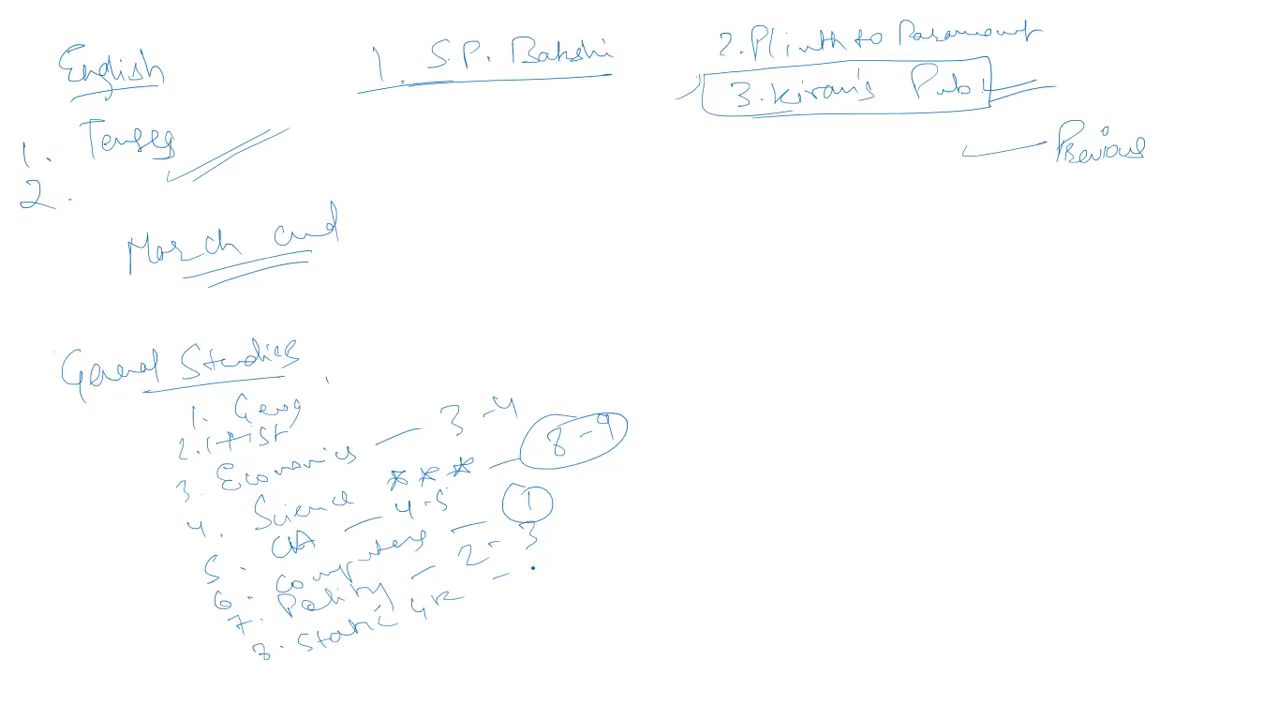 English
1. S.P. Bakshi
2. Plinth to Paramount
3. Kiran's Publ
Previous
1. Tenses
2.
March end
General Studies
1. Geog
2. HIST
3. Economics - 3-4
4. Science *** - 8-9
5. CA - 4-5
6. Computers - 1
7. Polity - 2-3
8. Static GK -